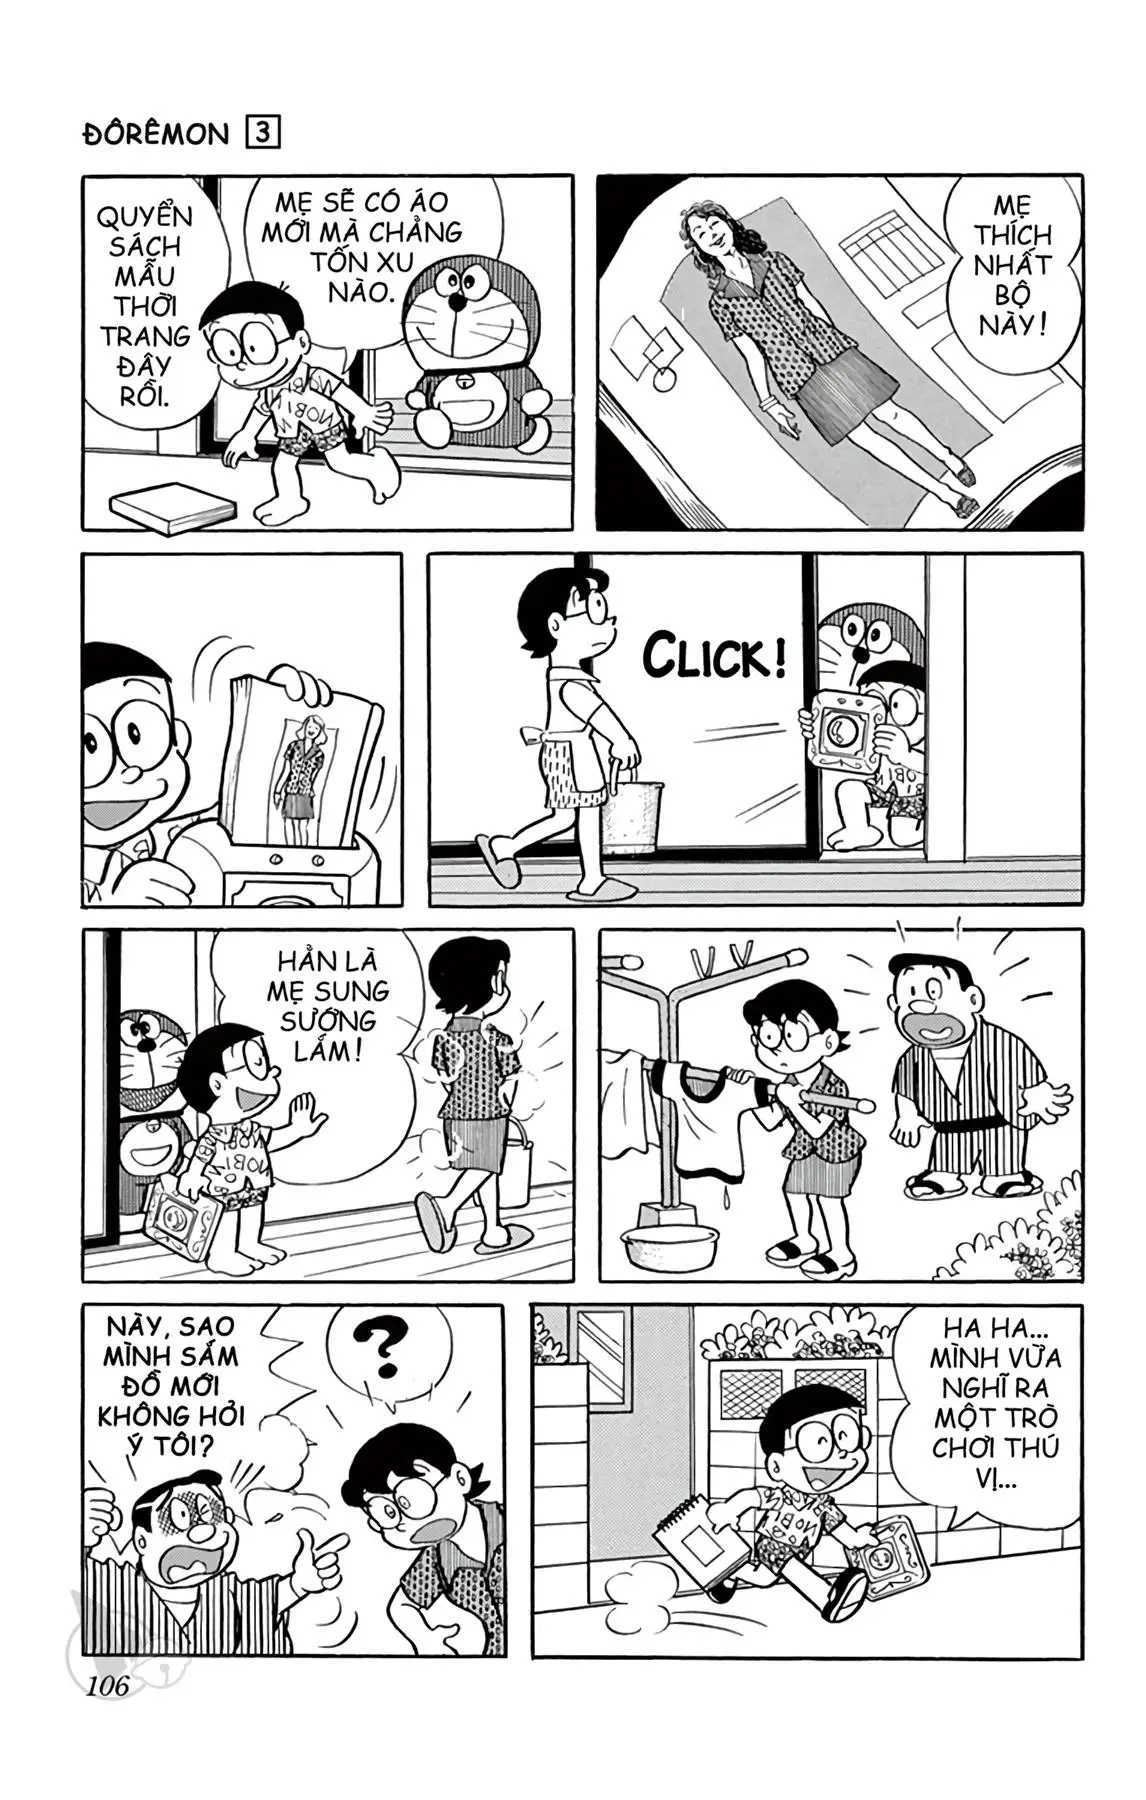 ĐÔRÊMON 3
QUYỂN
SÁCH
MẪU
THỜI
TRANG
ĐÂY
RỒI.
MẸ SẼ CÓ ÁO
MỚI MÀ CHẲNG
TỐN XU
NÀO.
MẸ
THÍCH
NHẤT
BỘ
NÀY!
CLICK!
HẲN LÀ
MẸ SUNG
SƯỚNG
LẮM!
NÀY, SAO
MÌNH SẮM
ĐỒ MỚI
KHÔNG HỎI
Ý TÔI?
?
HA HA...
MÌNH VỪA
NGHĨ RA
MỘT TRÒ
CHƠI THÚ
VỊ...
106